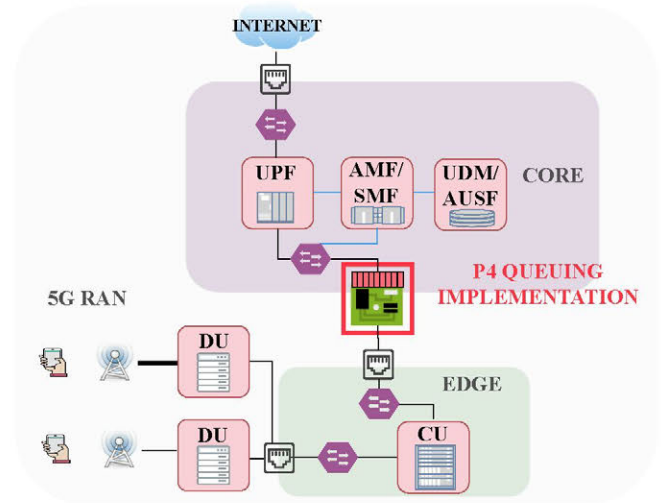 INTERNET
UPF
AMF/
SMF
UDM/
AUSF
CORE
P4 QUEUING
IMPLEMENTATION
5G RAN
DU
EDGE
DU
CU